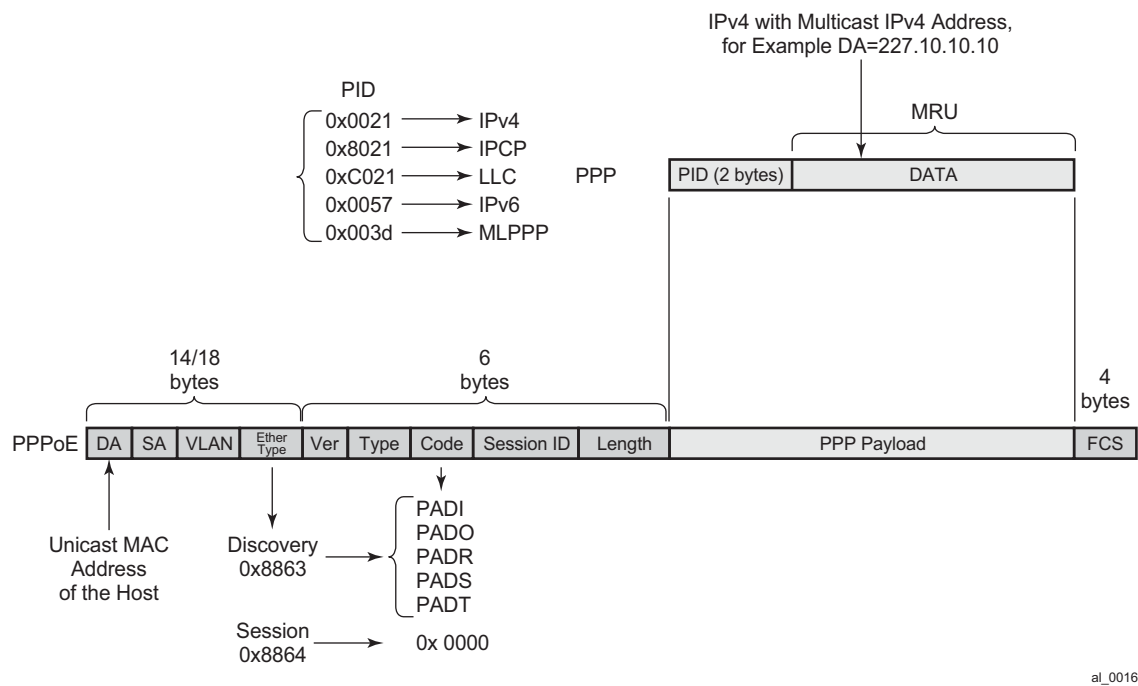 IPv4 with Multicast IPv4 Address,
for Example DA=227.10.10.10
PID
0x0021 IPv4
0x8021 IPCP
0xC021 LLC
0x0057 IPv6
0x003d MLPPP
MRU
PPP PID (2 bytes) DATA
14/18
bytes
6
bytes
4
bytes
PPPoE DA SA VLAN Ether
Type Ver Type Code Session ID Length PPP Payload FCS
Unicast MAC
Address
of the Host
Discovery
0x8863
PADI
PADO
PADR
PADS
PADT
Session
0x8864
0x 0000
al_0016